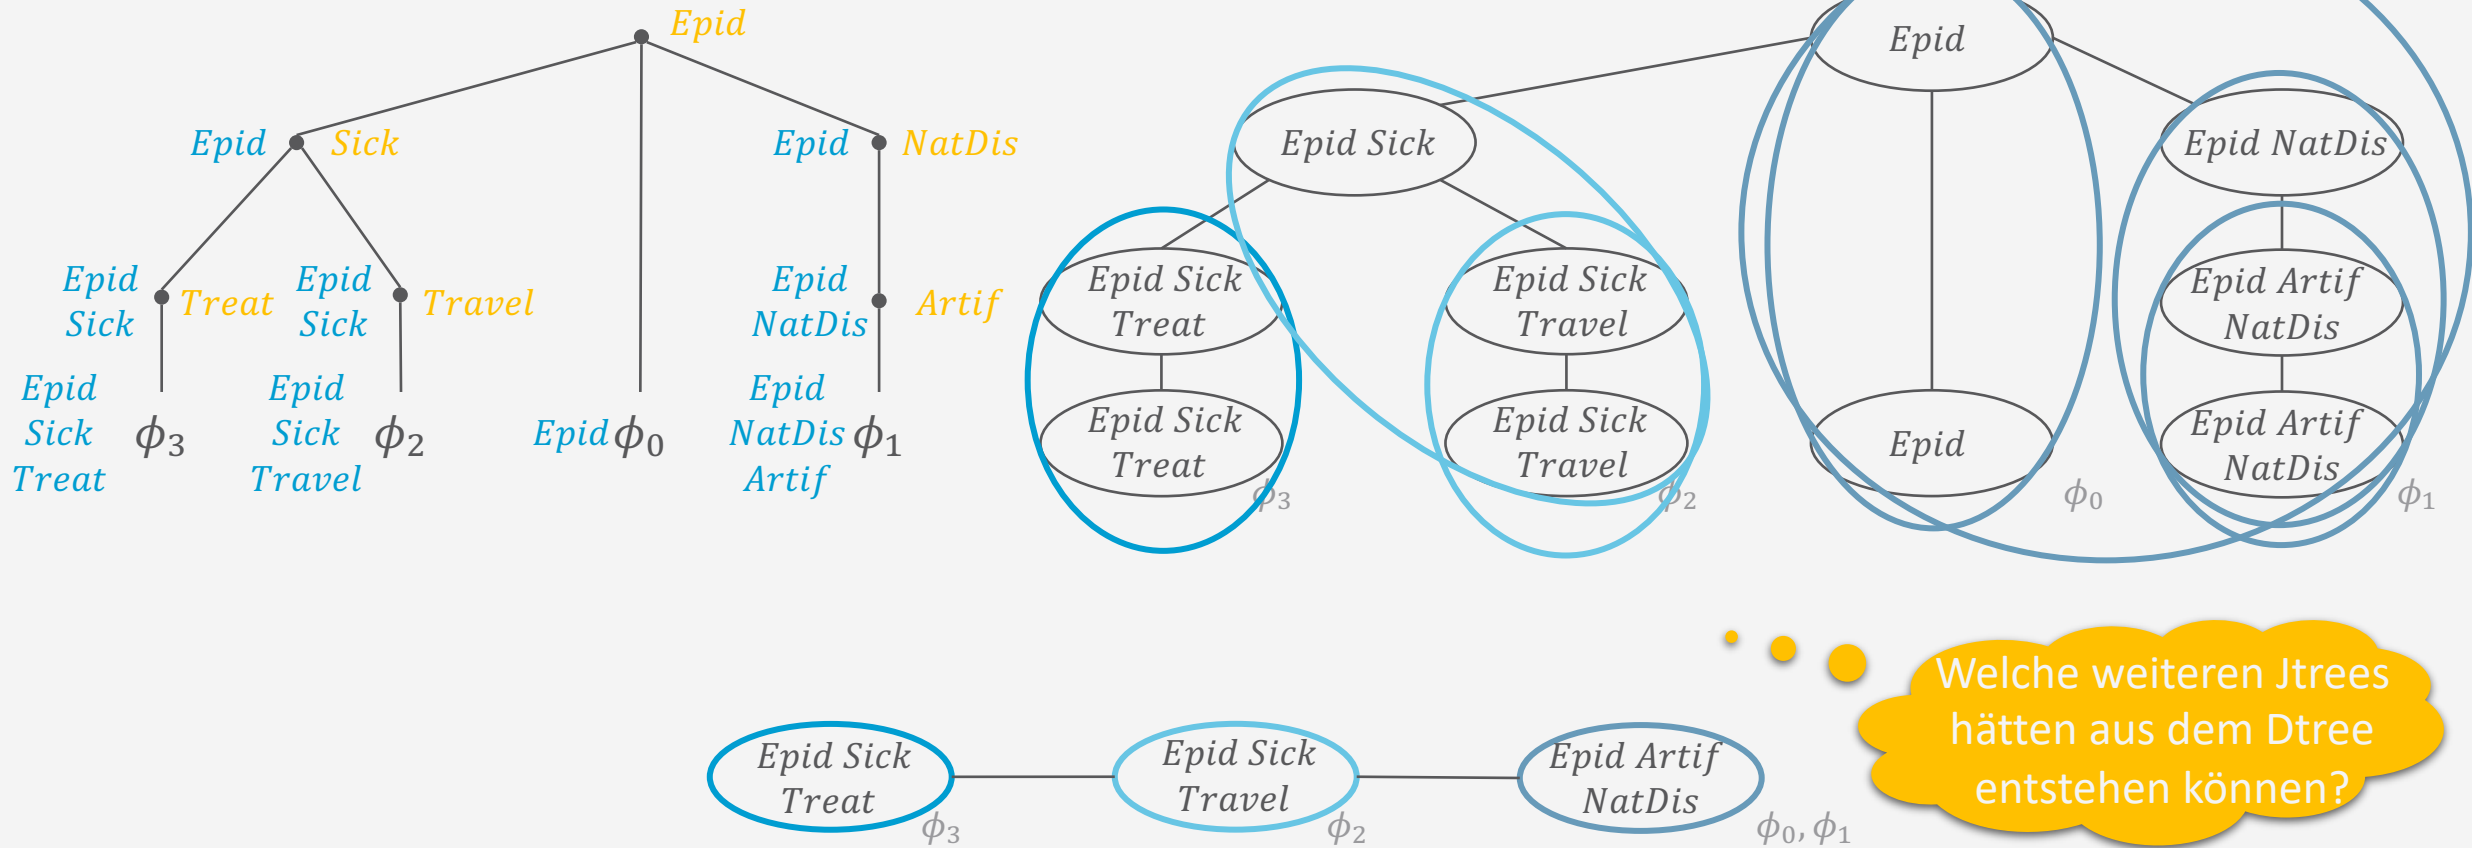 Epid
Epid Sick
Epid NatDis
Epid
Sick
Treat
Epid
Sick
Travel
Epid
NatDis
Artif
Epid
Sick
Treat
ϕ3
Epid
Sick
Travel
ϕ2
Epid ϕ0
Epid
NatDis
Artif
ϕ1
Epid
Epid Sick
Epid NatDis
Epid Sick
Treat
Epid Sick
Travel
Epid Artif
NatDis
Epid Sick
Treat
ϕ3
Epid Sick
Travel
ϕ2
Epid
ϕ0
Epid Artif
NatDis
ϕ1
Epid Sick
Treat
ϕ3
Epid Sick
Travel
ϕ2
Epid Artif
NatDis
ϕ0, ϕ1
Welche weiteren Jtrees
hätten aus dem Dtree
entstehen können?